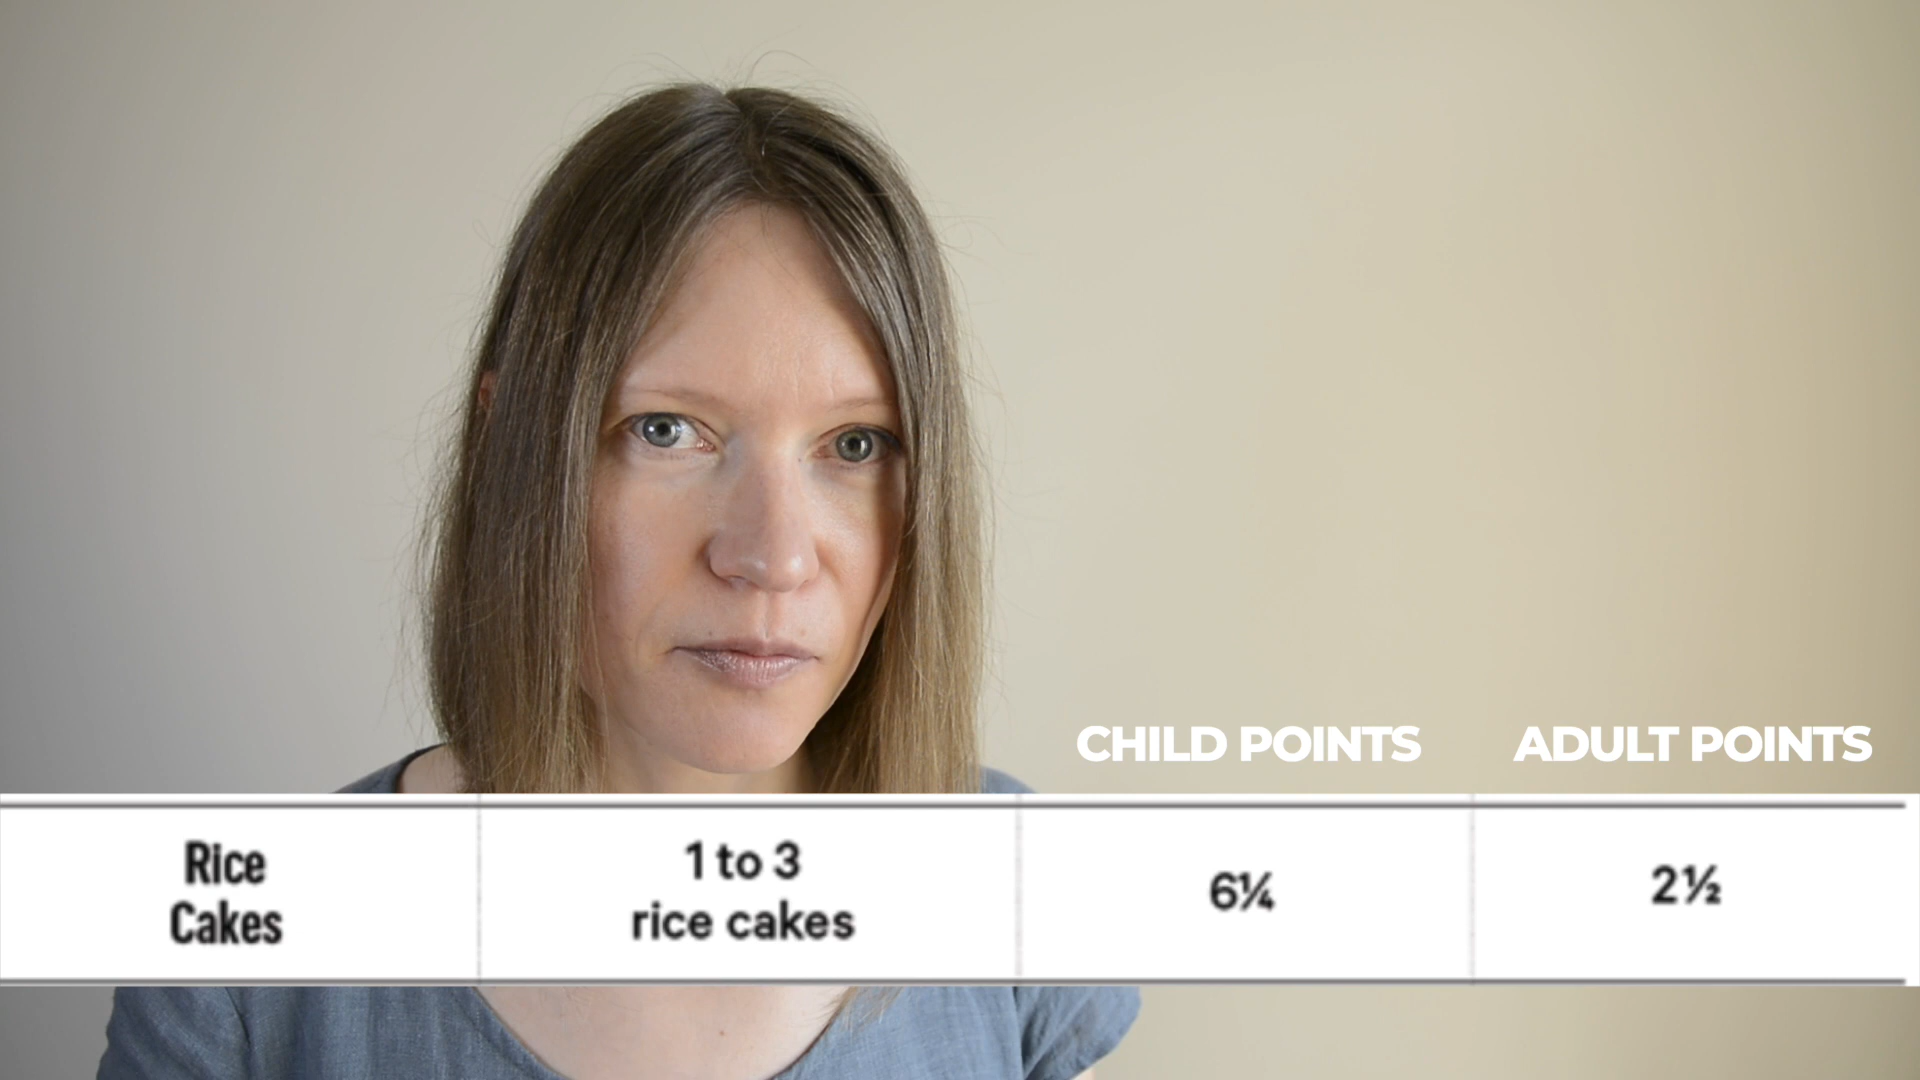 CHILD POINTS ADULT POINTS
Rice
Cakes
1 to 3
rice cakes
6¼
2½